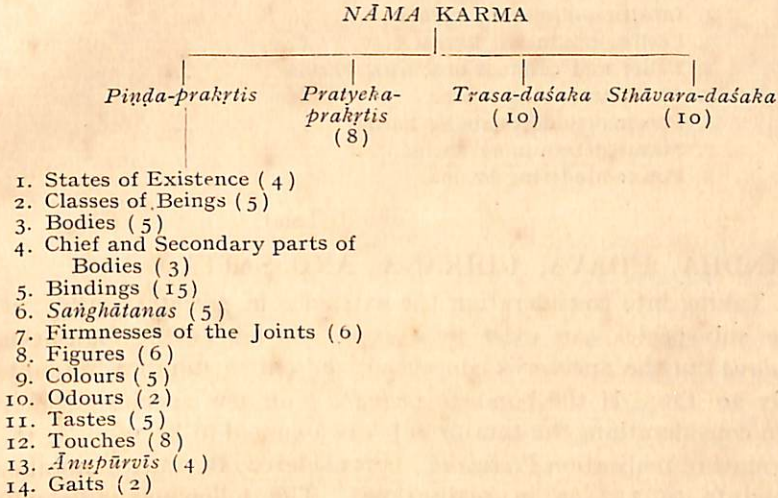 NĀMA KARMA
Piṇḍa-prakṛtis Pratyeka- Trasa-daśaka Sthāvara-daśaka
prakṛtis (10) (10)
(8)
1. States of Existence (4)
2. Classes of Beings (5)
3. Bodies (5)
4. Chief and Secondary parts of
Bodies (3)
5. Bindings (15)
6. Saṅghātanas (5)
7. Firmnesses of the Joints (6)
8. Figures (6)
9. Colours (5)
10. Odours (2)
11. Tastes (5)
12. Touches (8)
13. Ānupūrvīs (4)
14. Gaits (2)